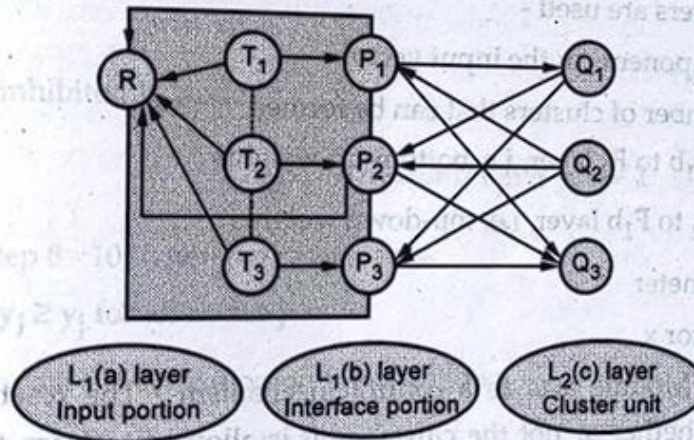 R
T1
T2
T3
P1
P2
P3
Q1
Q2
Q3
L1(a) layer
Input portion
L1(b) layer
Interface portion
L2(c) layer
Cluster unit